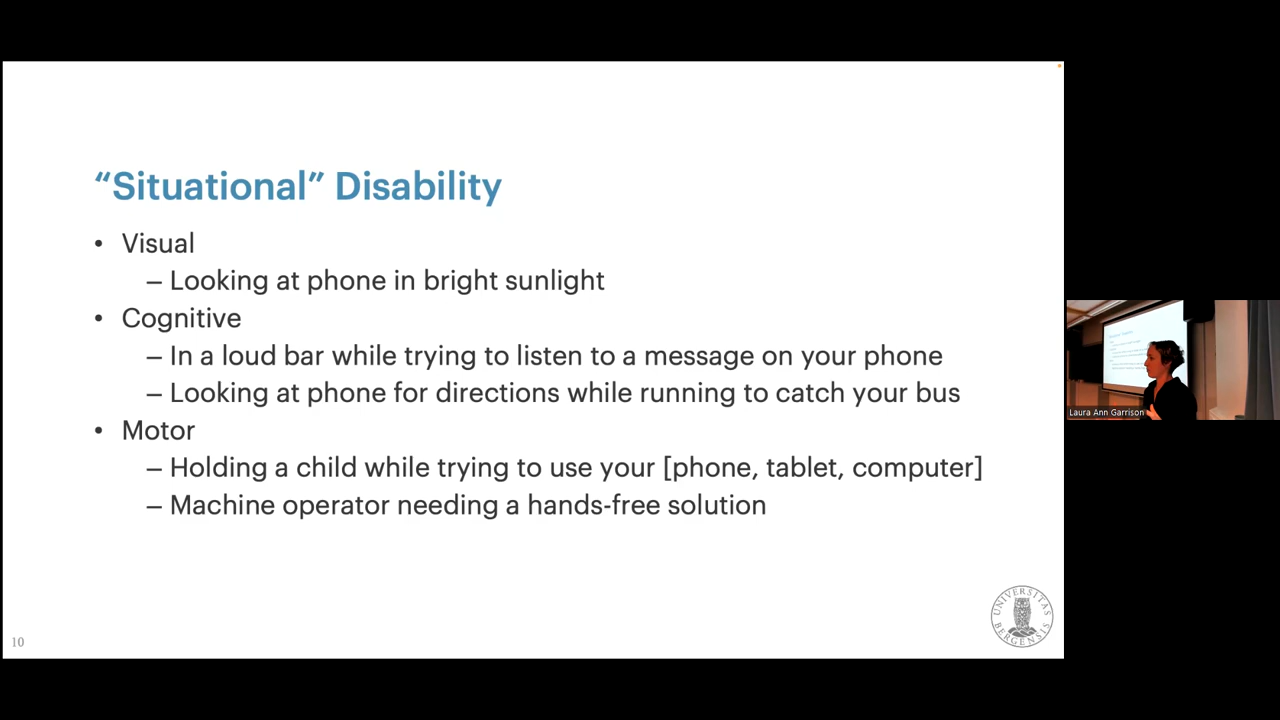 “Situational” Disability
• Visual
– Looking at phone in bright sunlight
• Cognitive
– In a loud bar while trying to listen to a message on your phone
– Looking at phone for directions while running to catch your bus
• Motor
– Holding a child while trying to use your [phone, tablet, computer]
– Machine operator needing a hands-free solution
UNIVERSITAS
BERGENSIS
10
Laura Ann Garrison